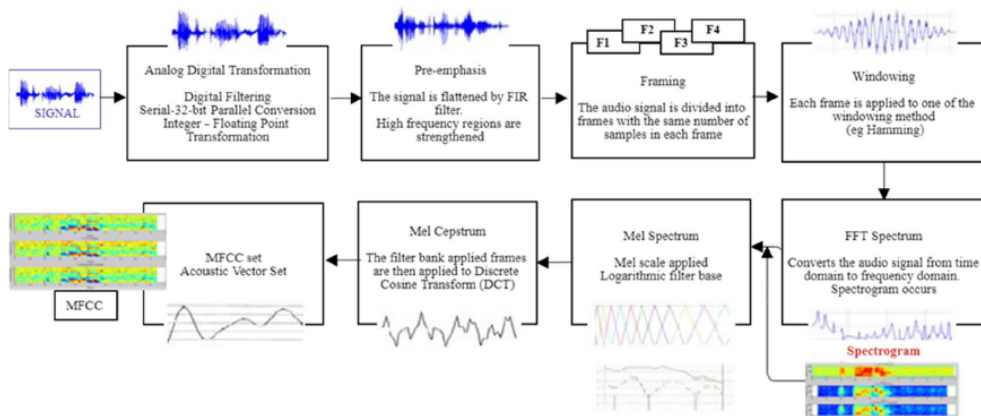 SIGNAL
Analog Digital Transformation
Digital Filtering
Serial-32-bit Parallel Conversion
Integer – Floating Point
Transformation
Pre-emphasis
The signal is flattened by FIR
filter.
High frequency regions are
strengthened
F1
F2
F3
F4
Framing
The audio signal is divided into
frames with the same number of
samples in each frame
Windowing
Each frame is applied to one of the
windowing method
(eg Hamming)
FFT Spectrum
Converts the audio signal from time
domain to frequency domain.
Spectrogram occurs
Spectrogram
Mel Spectrum
Mel scale applied
Logarithmic filter base
Mel Cepstrum
The filter bank applied frames
are then applied to Discrete
Cosine Transform (DCT)
MFCC set
Acoustic Vector Set
MFCC